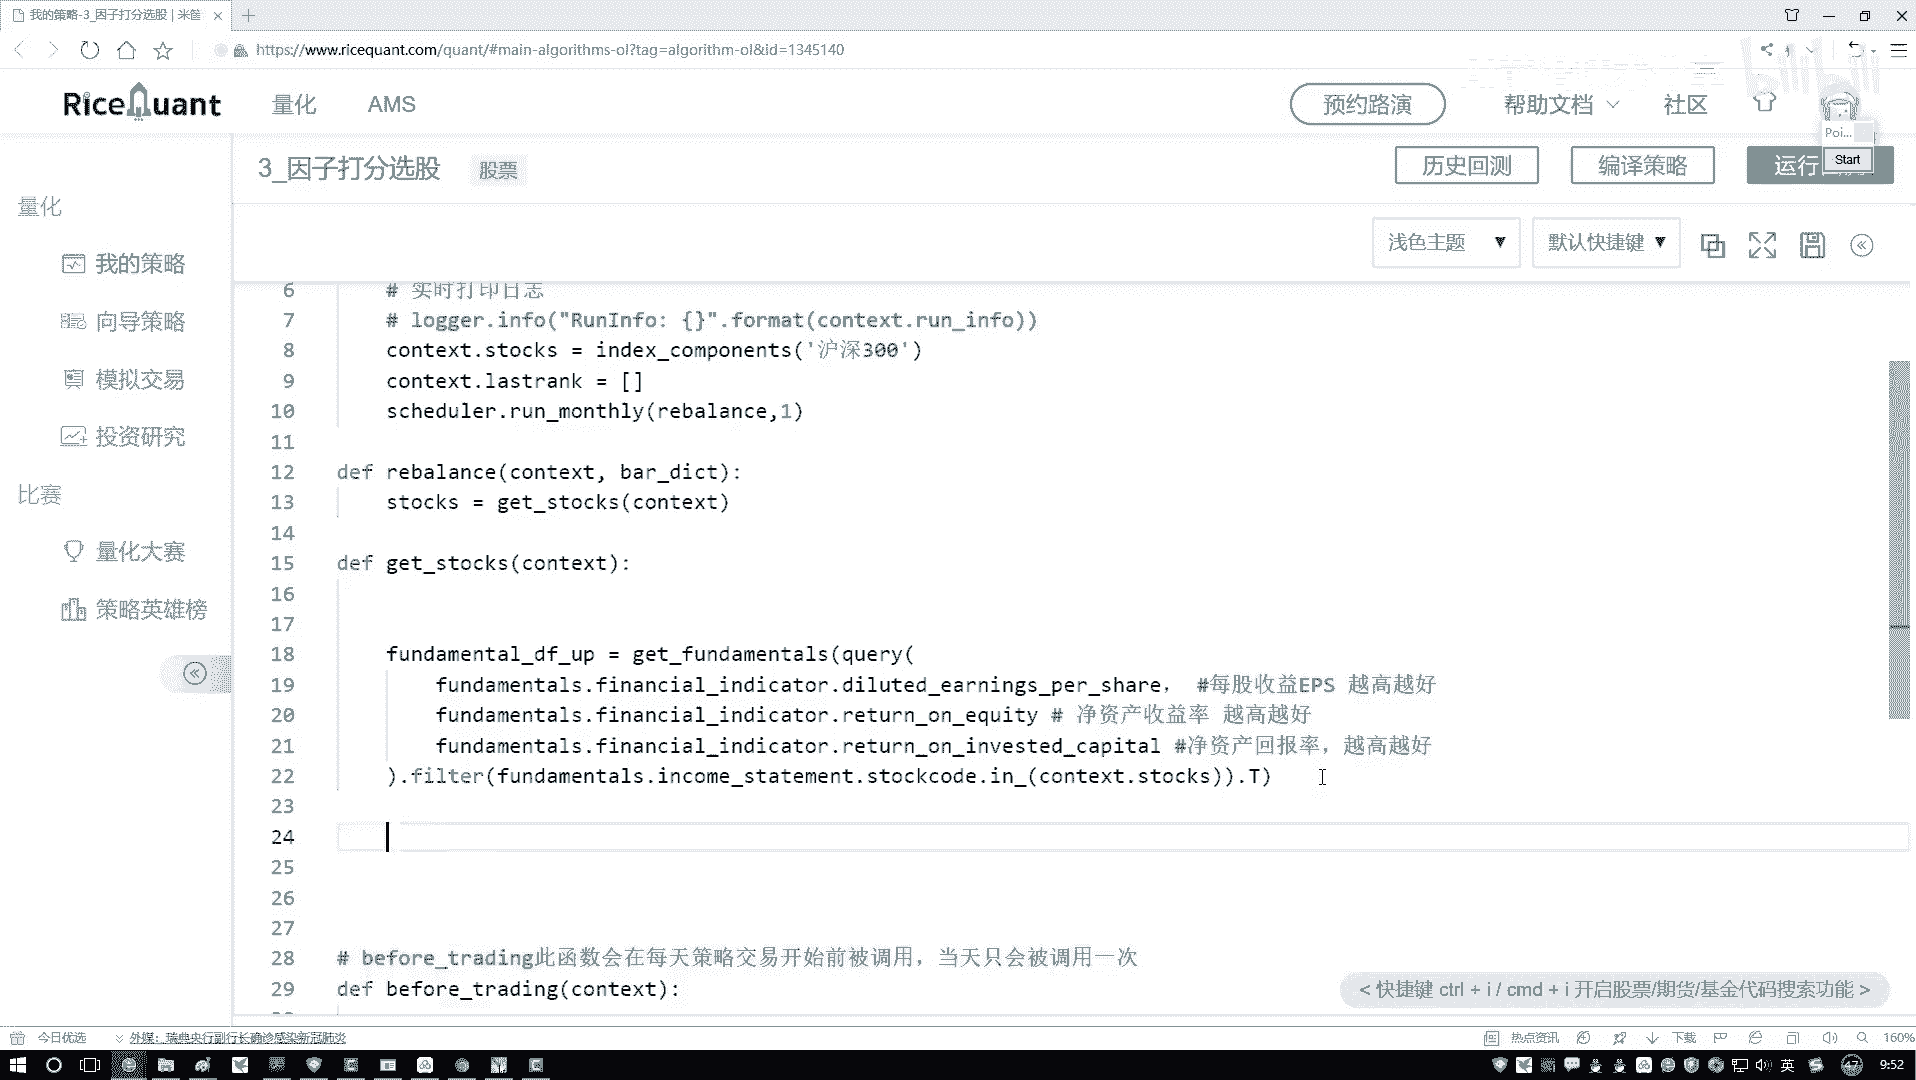 我的策略-3_因子打分选股 | 米筐
https://www.ricequant.com/quant/#main-algorithms-ol?tag=algorithm-ol&id=1345140
RiceQuant 量化 AMS 预约路演 帮助文档 社区
Poi...
Start
3_因子打分选股 股票 历史回测 编译策略 运行
量化
我的策略
向导策略
模拟交易
投资研究
比赛
量化大赛
策略英雄榜
浅色主题 ▼ 默认快捷键 ▼
6 # 实时打印日志
7 # logger.info("RunInfo: {}".format(context.run_info))
8 context.stocks = index_components('沪深300')
9 context.lastrank = []
10 scheduler.run_monthly(rebalance,1)
11
12 def rebalance(context, bar_dict):
13 stocks = get_stocks(context)
14
15 def get_stocks(context):
16
17
18 fundamental_df_up = get_fundamentals(query(
19 fundamentals.financial_indicator.diluted_earnings_per_share， #每股收益EPS 越高越好
20 fundamentals.financial_indicator.return_on_equity # 净资产收益率 越高越好
21 fundamentals.financial_indicator.return_on_invested_capital #净资产回报率，越高越好
22 ).filter(fundamentals.income_statement.stockcode.in_(context.stocks)).T)
23
24
25
26
27
28 # before_trading此函数会在每天策略交易开始前被调用，当天只会被调用一次
29 def before_trading(context):
< 快捷键 ctrl + i / cmd + i 开启股票/期货/基金代码搜索功能 >
今日优选 外媒：瑞典央行副行长确诊感染新冠肺炎 热点资讯 下载 160%
英 47 9:52